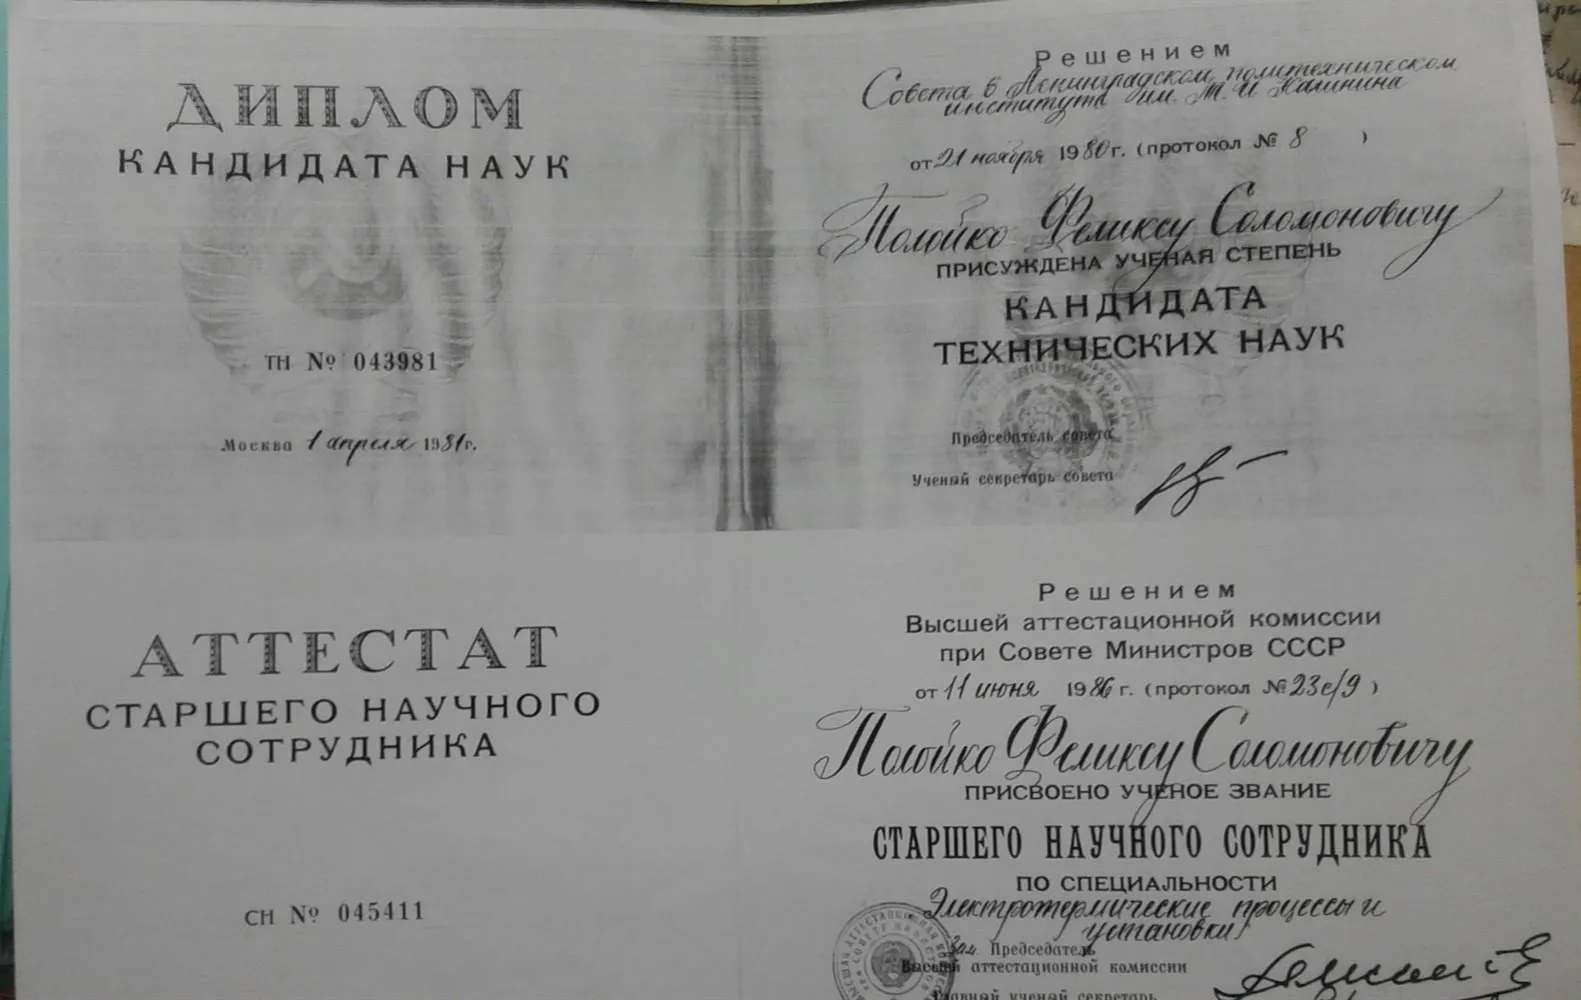 ДИПЛОМ
КАНДИДАТА НАУК
ТН № 043981
Москва 1 апреля 1981г.
Решением
Совета в Ленинградском политехническом
институте им. М. И Калинина
от 21 ноября 1980г. (протокол № 8 )
Полойко Феликсу Соломоновичу
ПРИСУЖДЕНА УЧЕНАЯ СТЕПЕНЬ
КАНДИДАТА
ТЕХНИЧЕСКИХ НАУК
Председатель совета
Ученый секретарь совета
АТТЕСТАТ
СТАРШЕГО НАУЧНОГО
СОТРУДНИКА
СН № 045411
Решением
Высшей аттестационной комиссии
при Совете Министров СССР
от 11 июня 1986 г. (протокол № 23с/9 )
Полойко Феликсу Соломоновичу
ПРИСВОЕНО УЧЕНОЕ ЗВАНИЕ
СТАРШЕГО НАУЧНОГО СОТРУДНИКА
ПО СПЕЦИАЛЬНОСТИ
Электротермические процессы и
установки
Зам. Председатель
Высшей аттестационной комиссии
Главный ученый секретарь